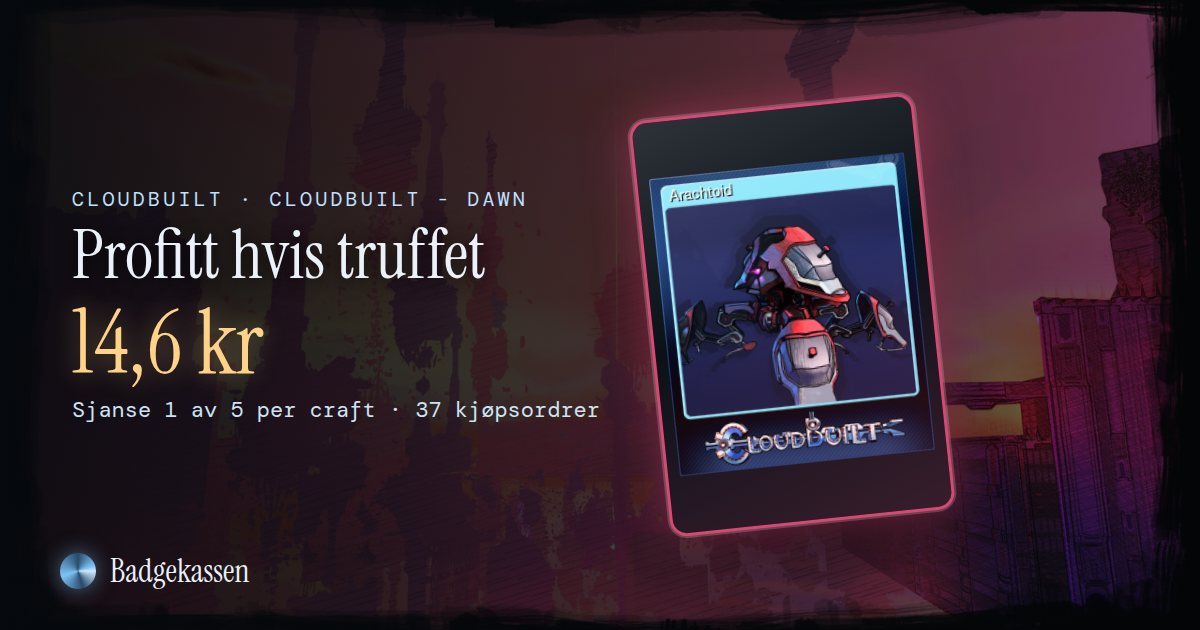 CLOUDBUILT · CLOUDBUILT - DAWN
Profitt hvis truffet
14,6 kr
Sjanse 1 av 5 per craft · 37 kjøpsordrer
Arachtoid
CLOUDBUILT
Badgekassen